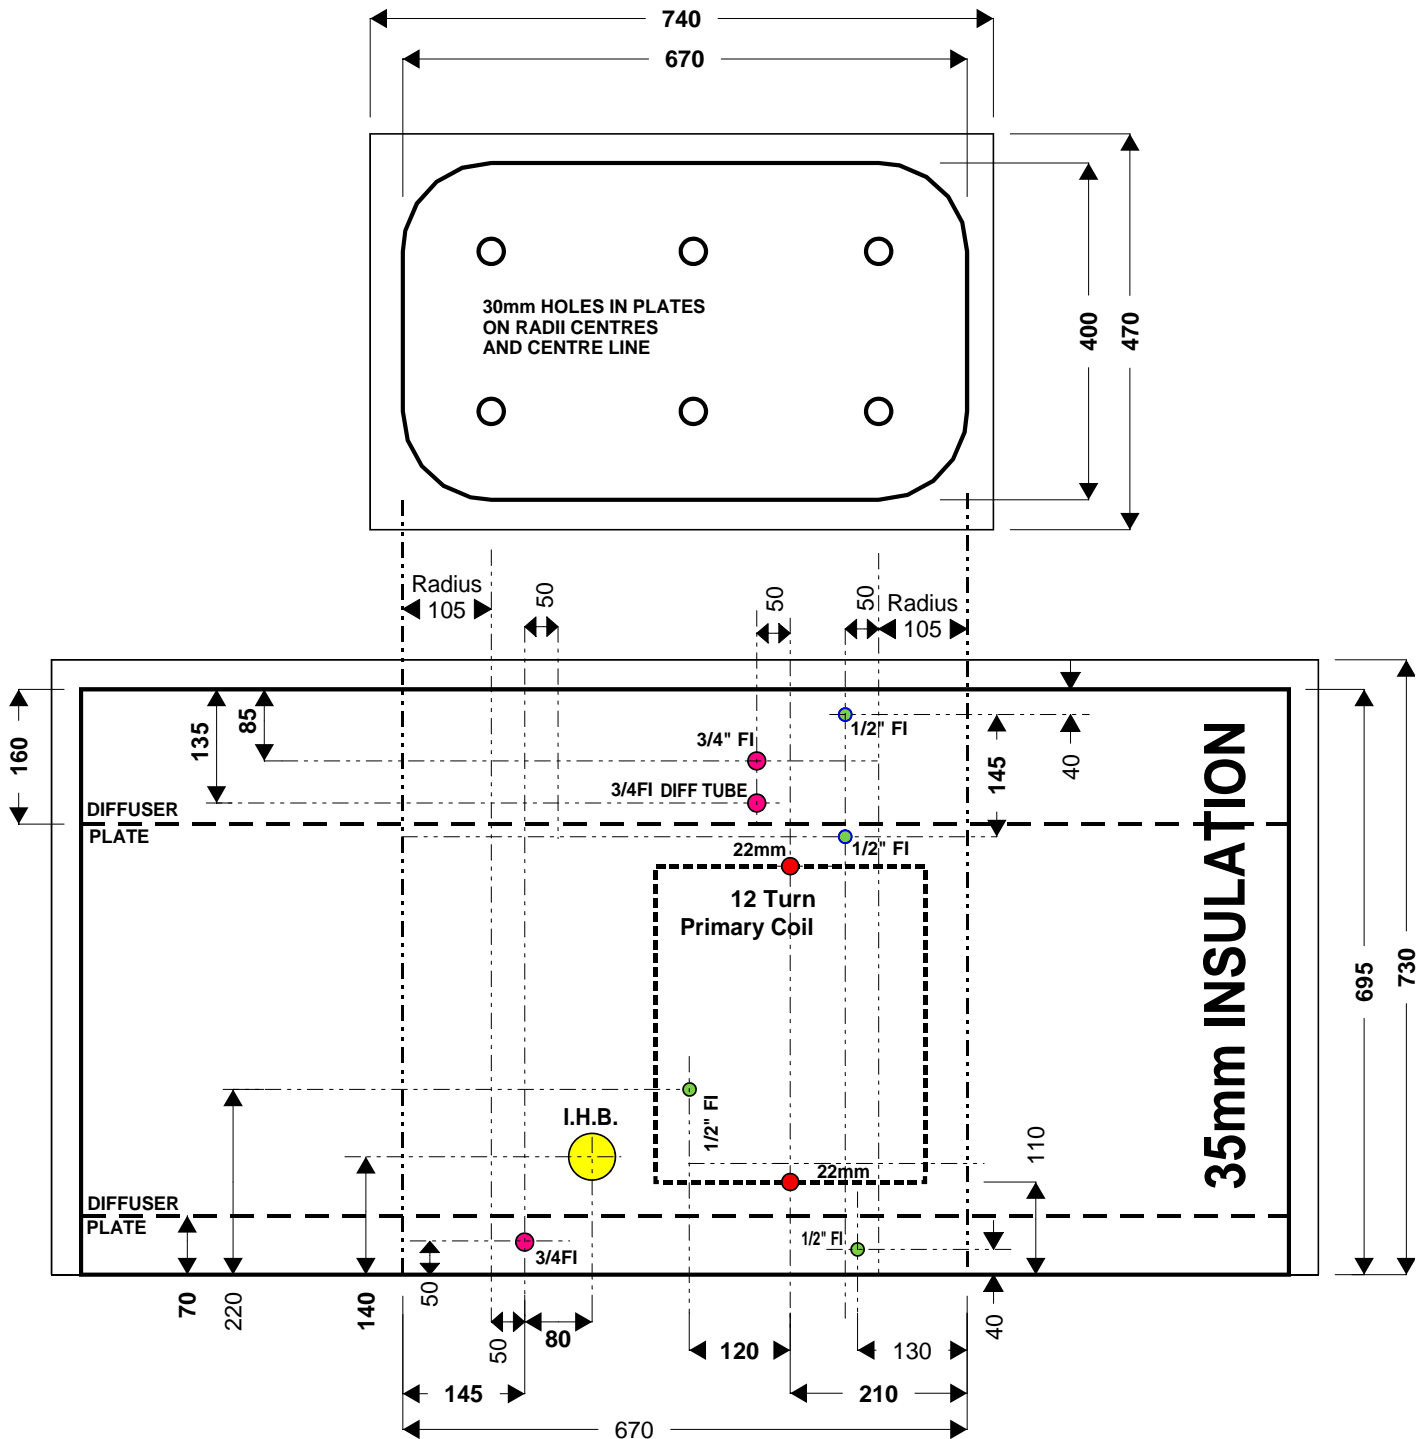 740
670
30mm HOLES IN PLATES
ON RADII CENTRES
AND CENTRE LINE
400
470
Radius
105
50
50
50
Radius
105
160
135
85
1/2" FI
3/4" FI
3/4FI DIFF TUBE
40
145
DIFFUSER
PLATE
1/2" FI
22mm
12 Turn
Primary Coil
35mm INSULATION
695
730
1/2" FI
I.H.B.
22mm
110
DIFFUSER
PLATE
1/2" FI
3/4FI
70
220
140
50
40
50
80
120
130
145
210
670